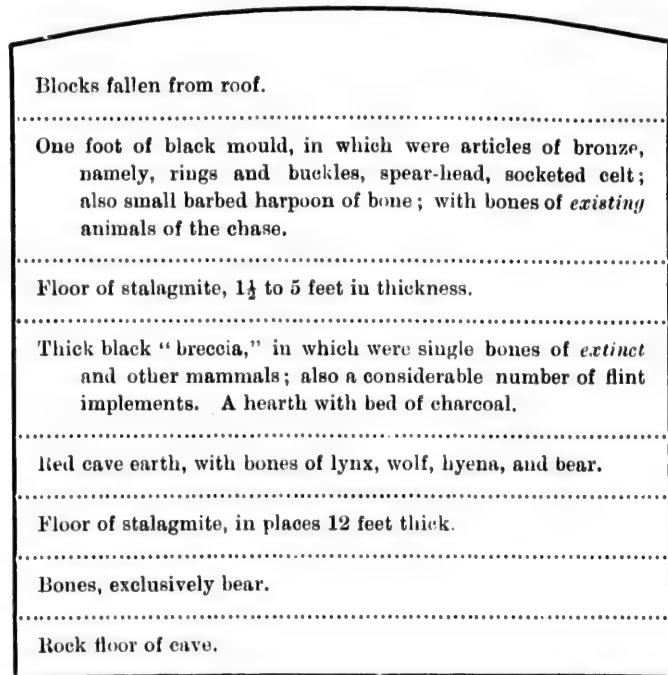 Blocks fallen from roof.
One foot of black mould, in which were articles of bronze,
namely, rings and buckles, spear-head, socketed celt;
also small barbed harpoon of bone; with bones of existing
animals of the chase.
Floor of stalagmite, 1½ to 5 feet in thickness.
Thick black “breccia,” in which were single bones of extinct
and other mammals; also a considerable number of flint
implements. A hearth with bed of charcoal.
Red cave earth, with bones of lynx, wolf, hyena, and bear.
Floor of stalagmite, in places 12 feet thick.
Bones, exclusively bear.
Rock floor of cave.